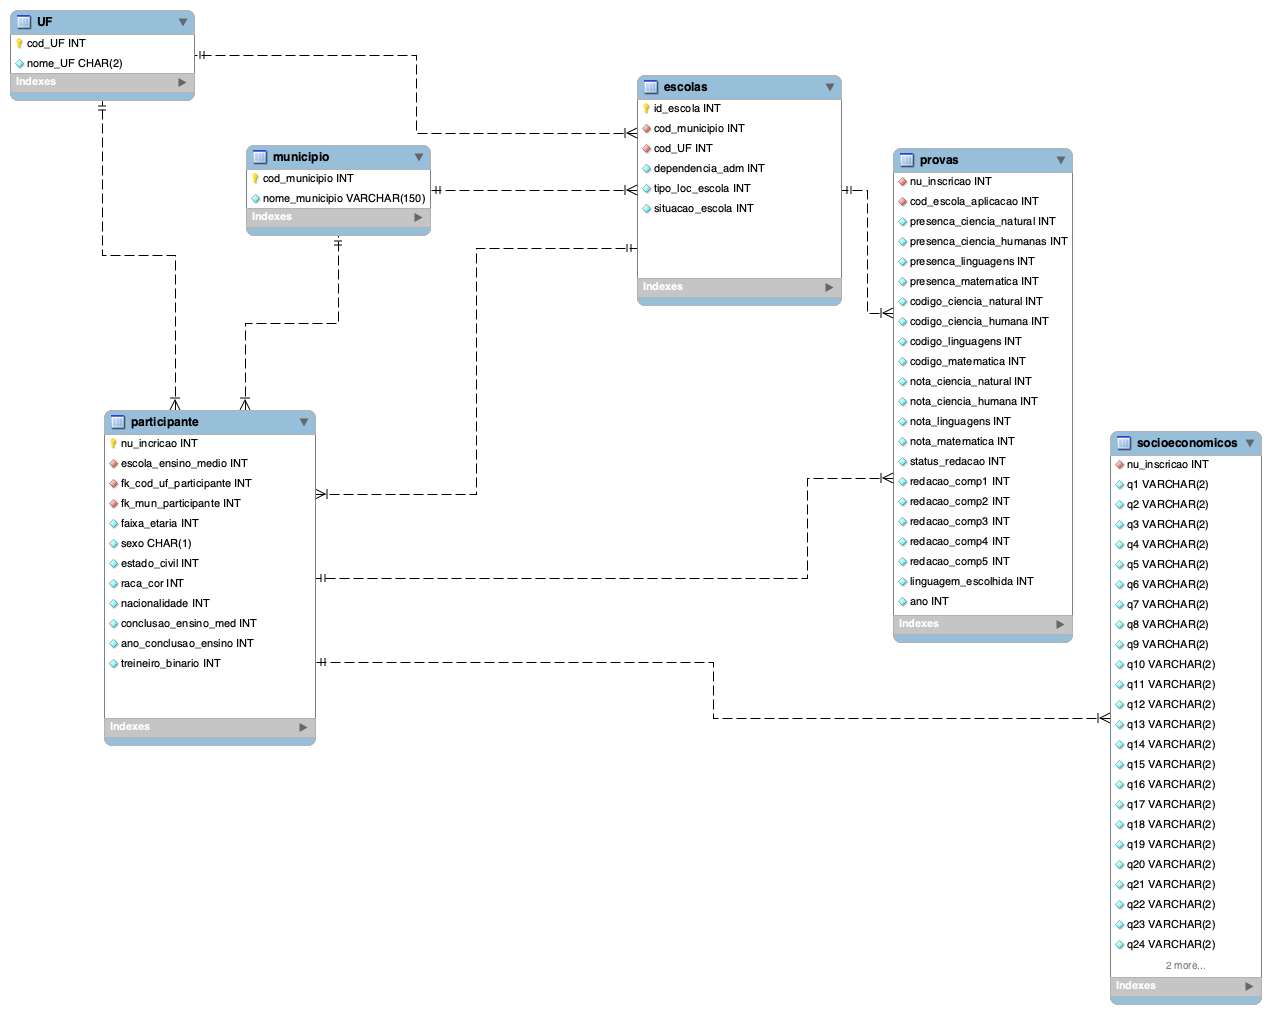 UF
cod_UF INT
nome_UF CHAR(2)
Indexes
municipio
cod_municipio INT
nome_municipio VARCHAR(150)
Indexes
escolas
id_escola INT
cod_municipio INT
cod_UF INT
dependencia_adm INT
tipo_loc_escola INT
situacao_escola INT
Indexes
provas
nu_inscricao INT
cod_escola_aplicacao INT
presenca_ciencia_natural INT
presenca_ciencia_humanas INT
presenca_linguagens INT
presenca_matematica INT
codigo_ciencia_natural INT
codigo_ciencia_humana INT
codigo_linguagens INT
codigo_matematica INT
nota_ciencia_natural INT
nota_ciencia_humana INT
nota_linguagens INT
nota_matematica INT
status_redacao INT
redacao_comp1 INT
redacao_comp2 INT
redacao_comp3 INT
redacao_comp4 INT
redacao_comp5 INT
linguagem_escolhida INT
ano INT
Indexes
participante
nu_incricao INT
escola_ensino_medio INT
fk_cod_uf_participante INT
fk_mun_participante INT
faixa_etaria INT
sexo CHAR(1)
estado_civil INT
raca_cor INT
nacionalidade INT
conclusao_ensino_med INT
ano_conclusao_ensino INT
treineiro_binario INT
Indexes
socioeconomicos
nu_inscricao INT
q1 VARCHAR(2)
q2 VARCHAR(2)
q3 VARCHAR(2)
q4 VARCHAR(2)
q5 VARCHAR(2)
q6 VARCHAR(2)
q7 VARCHAR(2)
q8 VARCHAR(2)
q9 VARCHAR(2)
q10 VARCHAR(2)
q11 VARCHAR(2)
q12 VARCHAR(2)
q13 VARCHAR(2)
q14 VARCHAR(2)
q15 VARCHAR(2)
q16 VARCHAR(2)
q17 VARCHAR(2)
q18 VARCHAR(2)
q19 VARCHAR(2)
q20 VARCHAR(2)
q21 VARCHAR(2)
q22 VARCHAR(2)
q23 VARCHAR(2)
q24 VARCHAR(2)
2 more...
Indexes